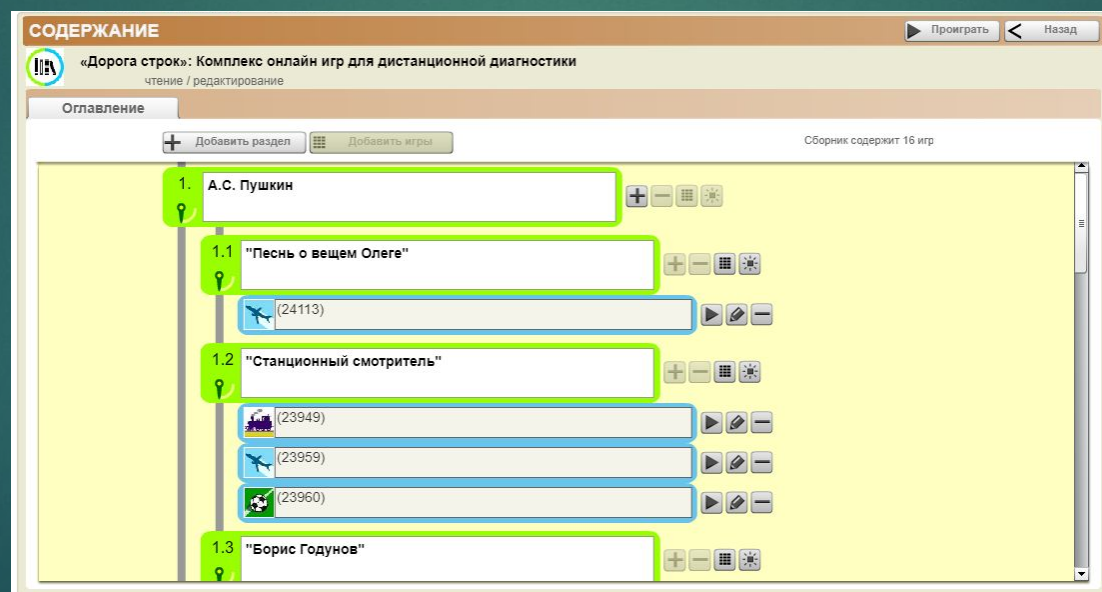 СОДЕРЖАНИЕ
Проиграть
Назад
«Дорога строк»: Комплекс онлайн игр для дистанционной диагностики
чтение / редактирование
Оглавление
Добавить раздел
Добавить игры
Сборник содержит 16 игр
1.
А.С. Пушкин
1.1
"Песнь о вещем Олеге"
(24113)
1.2
"Станционный смотритель"
(23949)
(23959)
(23960)
1.3
"Борис Годунов"